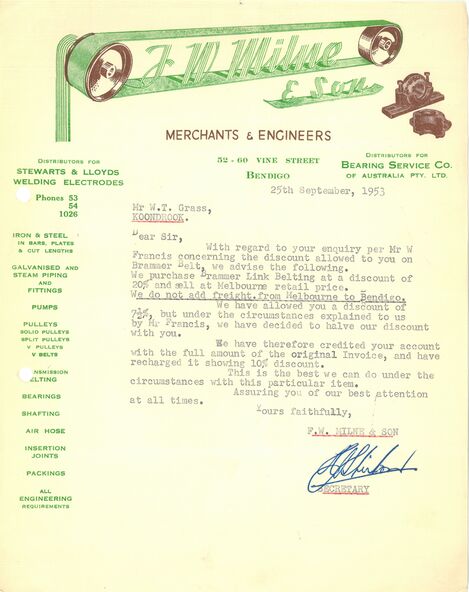 F W Milne
& Son
MERCHANTS & ENGINEERS
52 - 60 VINE STREET
BENDIGO
DISTRIBUTORS FOR
STEWARTS & LLOYDS
WELDING ELECTRODES
DISTRIBUTORS FOR
BEARING SERVICE CO.
OF AUSTRALIA PTY. LTD.
Phones 53
54
1026
IRON & STEEL
IN BARS, PLATES
& CUT LENGTHS
GALVANISED AND
STEAM PIPING
AND
FITTINGS
PUMPS
PULLEYS
SOLID PULLEYS
SPLIT PULLEYS
V PULLEYS
V BELTS
NSMISSION
ELTING
BEARINGS
SHAFTING
AIR HOSE
INSERTION
JOINTS
PACKINGS
ALL
ENGINEERING
REQUIREMENTS
25th September, 1953
Mr W.T. Grass,
KOONDROOK.
Dear Sir,
With regard to your enquiry per Mr W
Francis concerning the discount allowed to you on
Brammer Belt, we advise the following.
We purchase Brammer Link Belting at a discount of
20% and sell at Melbourne retail price.
We do not add freight from Melbourne to Bendigo.
We have allowed you a discount of
7½%, but under the circumstances explained to us
by Mr Francis, we have decided to halve our discount
with you.
We have therefore credited your account
with the full amount of the original Invoice, and have
recharged it showing 10% discount.
This is the best we can do under the
circumstances with this particular item.
Assuring you of our best attention
at all times.
Yours faithfully,
F.W. MILNE & SON
SECRETARY